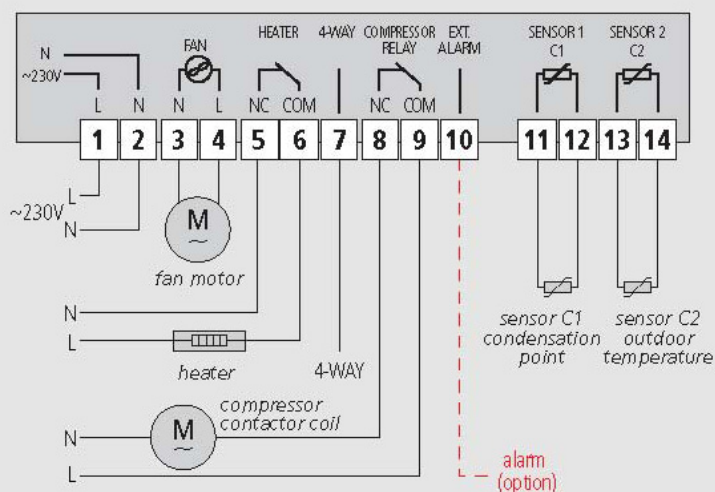 HEATER 4-WAY COMPRESSOR RELAY EXT. ALARM SENSOR 1 C1 SENSOR 2 C2
FAN
N
~230V
L N N L NC COM NC COM
1 2 3 4 5 6 7 8 9 10 11 12 13 14
L
~230V
N
M
~
fan motor
N
L
heater
4-WAY
sensor C1
condensation
point
sensor C2
outdoor
temperature
compressor
contactor coil
N
M
~
L
alarm
(option)